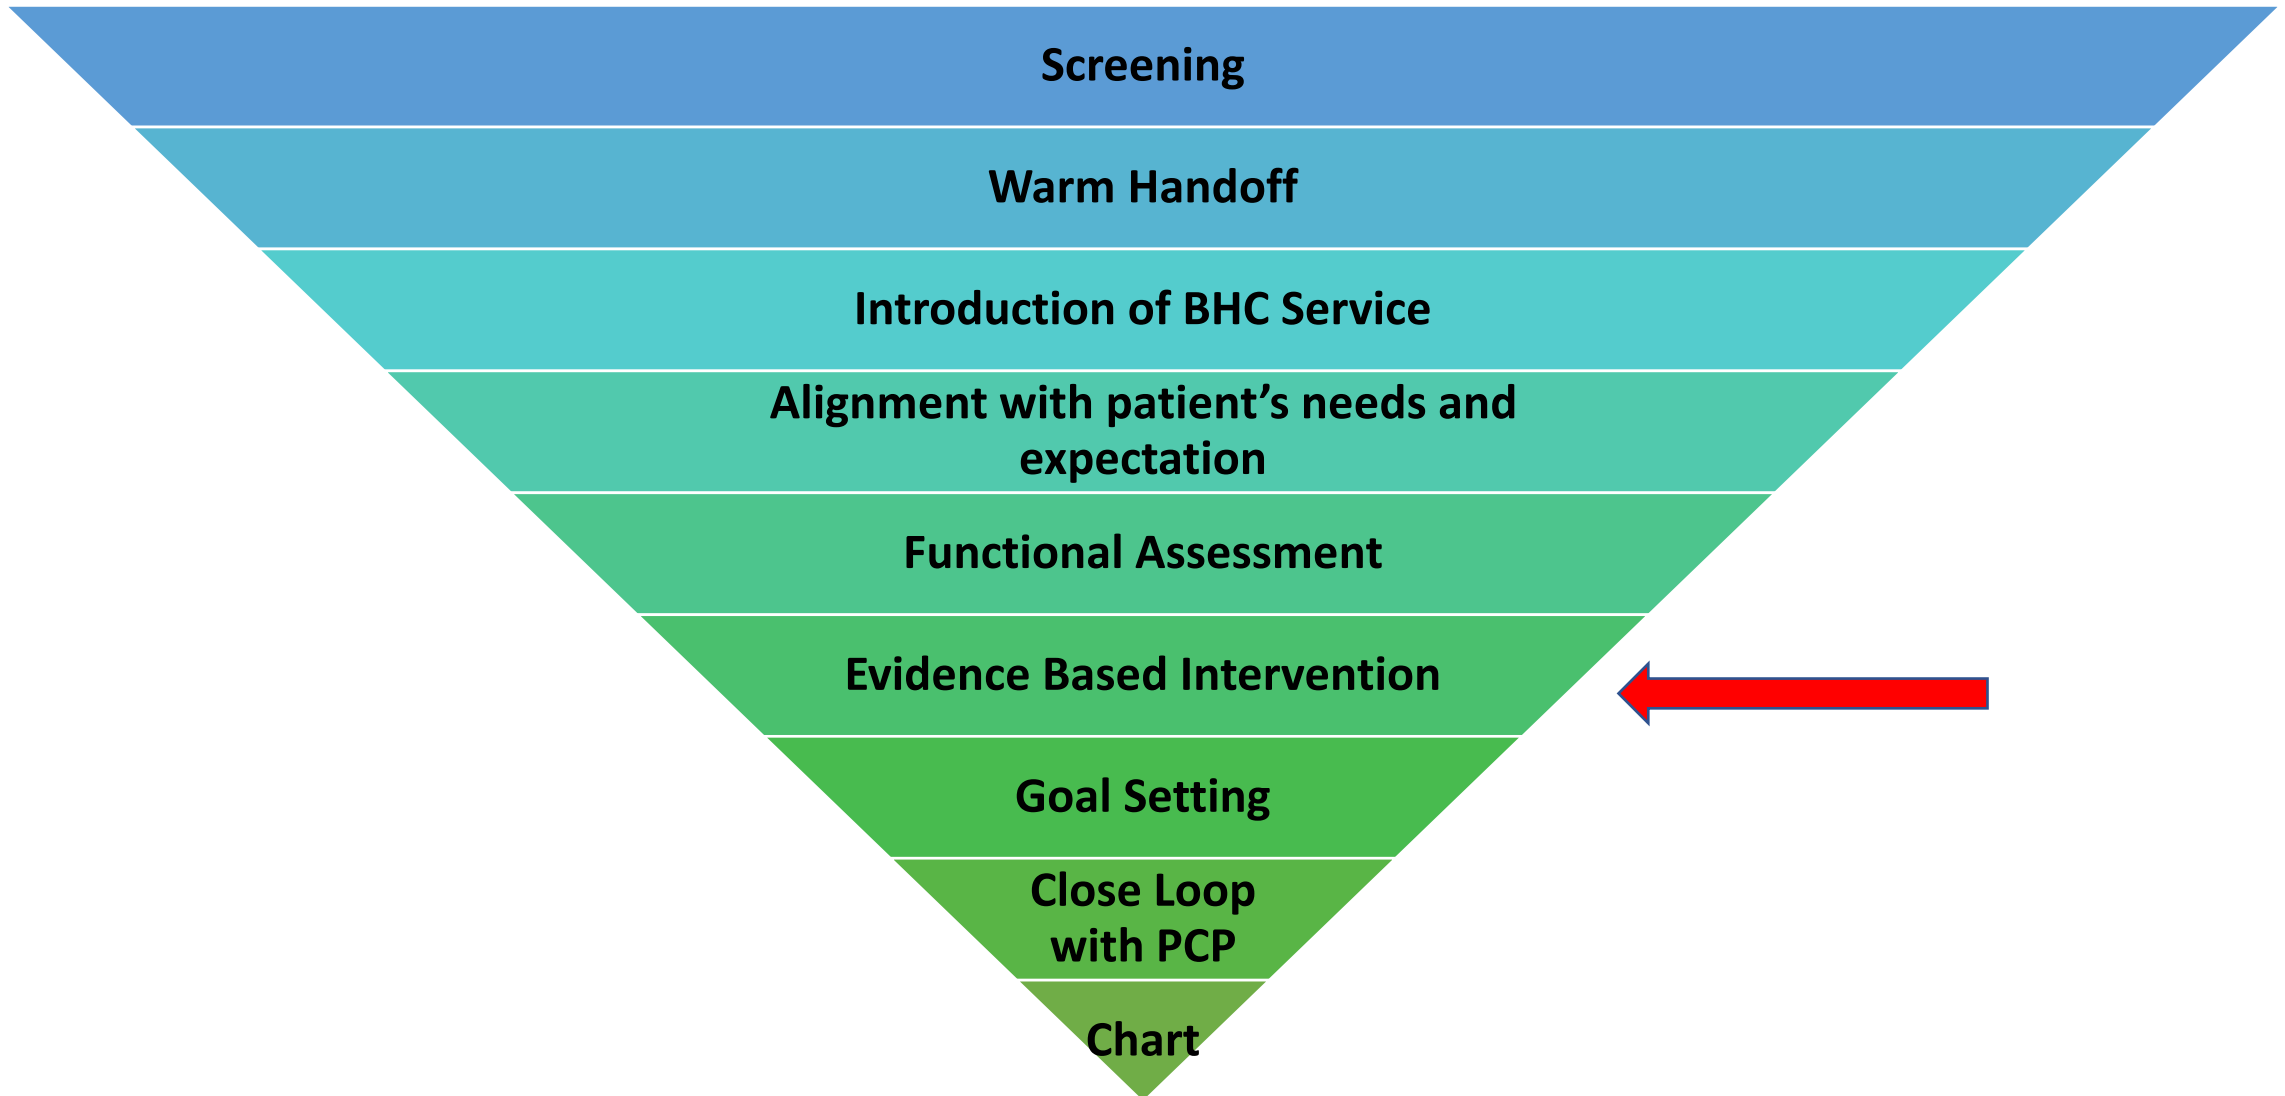 Screening
Warm Handoff
Introduction of BHC Service
Alignment with patient’s needs and
expectation
Functional Assessment
Evidence Based Intervention
Goal Setting
Close Loop
with PCP
Chart